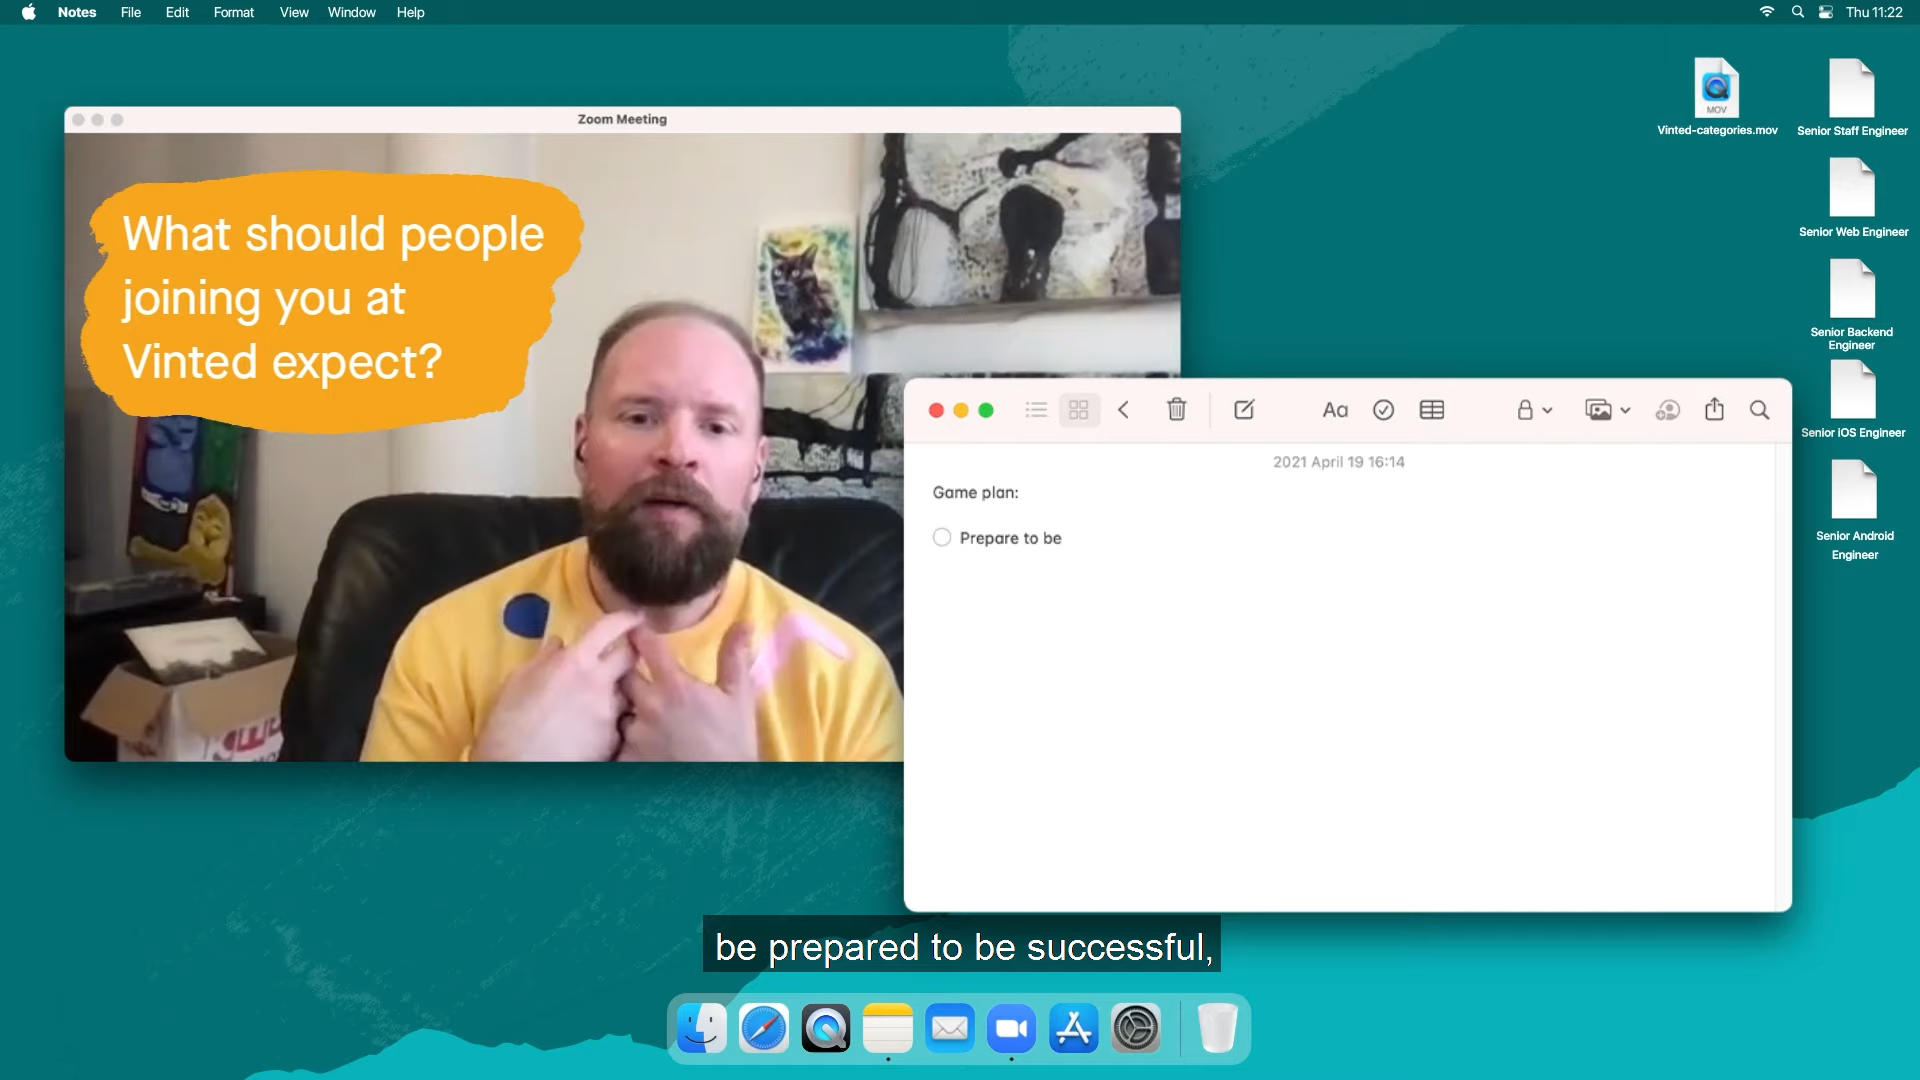 Notes File Edit Format View Window Help Thu 11:22
Zoom Meeting
What should people
joining you at
Vinted expect?
MOV
Vinted-categories.mov
Senior Staff Engineer
Senior Web Engineer
Senior Backend
Engineer
Senior iOS Engineer
Senior Android
Engineer
Aa
2021 April 19 16:14
Game plan:
Prepare to be
be prepared to be successful,